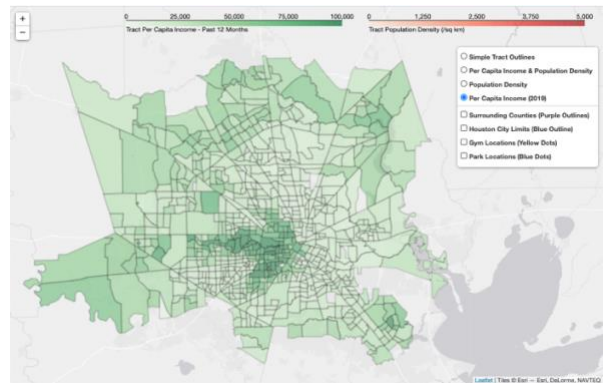 +
−
0 25,000 50,000 75,000 100,000
Tract Per Capita Income - Past 12 Months
0 1,250 2,500 3,750 5,000
Tract Population Density (/sq km)
Simple Tract Outlines
Per Capita Income & Population Density
Population Density
Per Capita Income (2019)
Surrounding Counties (Purple Outlines)
Houston City Limits (Blue Outline)
Gym Locations (Yellow Dots)
Park Locations (Blue Dots)
Leaflet | Tiles © Esri — Esri, DeLorme, NAVTEQ